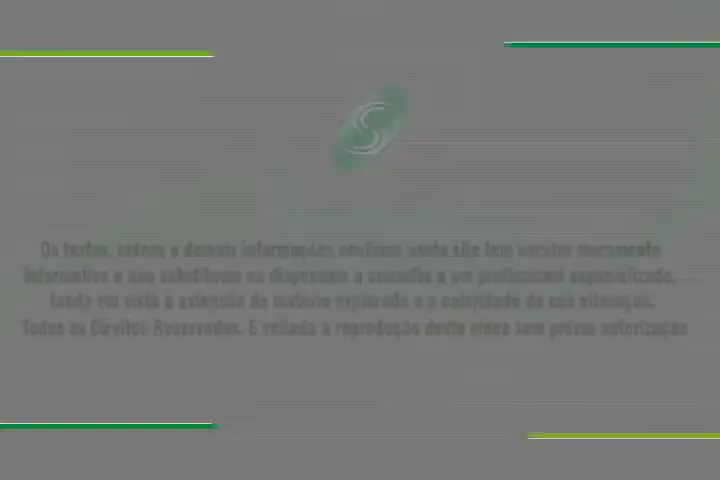 S
Os textos, vídeos e demais informações contidas neste site tem caráter meramente
informativo e não substituem ou dispensam a consulta a um profissional especializado,
tendo em vista a extensão da matéria explorada e a celeridade de sua alteração.
Todos os Direitos Reservados. É vedada a reprodução deste vídeo sem prévia autorização